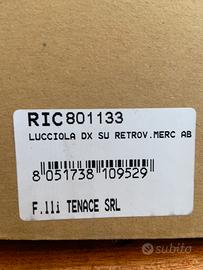 RIC801133
LUCCIOLA DX SU RETROV.MERC AB
8 051738 109529
F.lli TENACE SRL
subito